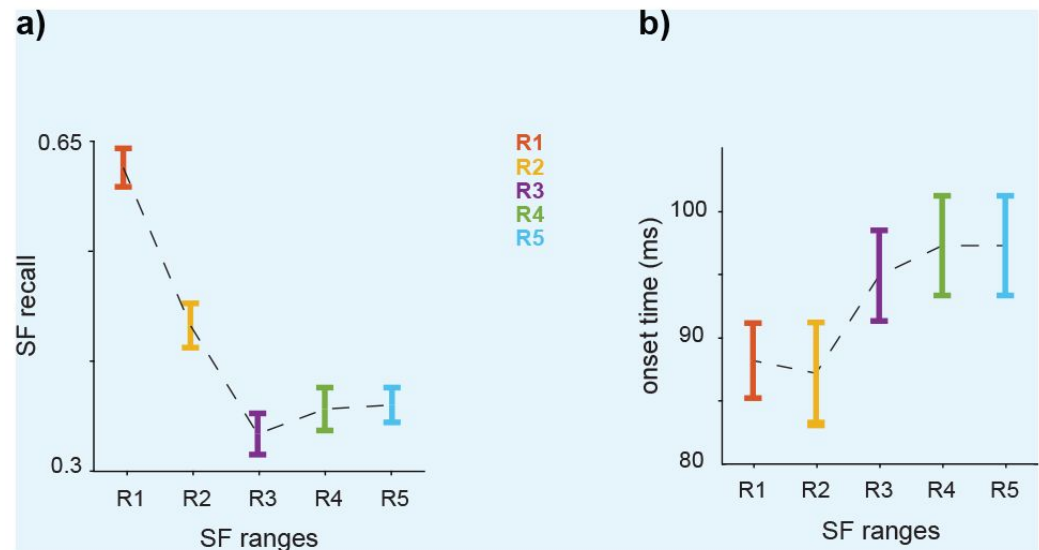 a)
0.65
SF recall
0.3
R1 R2 R3 R4 R5
SF ranges
R1
R2
R3
R4
R5
b)
100
onset time (ms)
90
80
R1 R2 R3 R4 R5
SF ranges